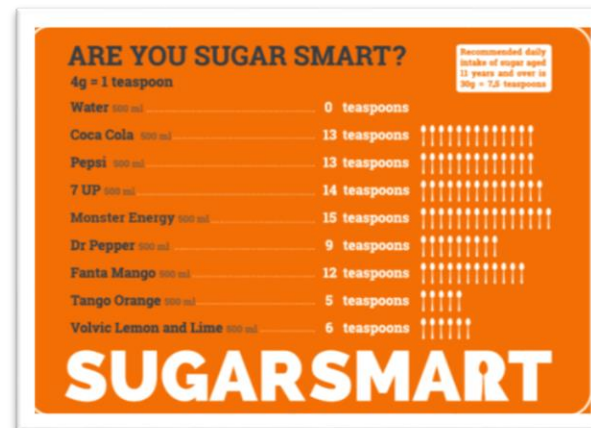 ARE YOU SUGAR SMART?
4g = 1 teaspoon
Recommended daily
intake of sugar aged
11 years and over is
30g = 7,5 teaspoons
Water 500 ml 0 teaspoons
Coca Cola 500 ml 13 teaspoons
Pepsi 500 ml 13 teaspoons
7 UP 500 ml 14 teaspoons
Monster Energy 500 ml 15 teaspoons
Dr Pepper 500 ml 9 teaspoons
Fanta Mango 500 ml 12 teaspoons
Tango Orange 500 ml 5 teaspoons
Volvic Lemon and Lime 500 ml 6 teaspoons
SUGARSMART